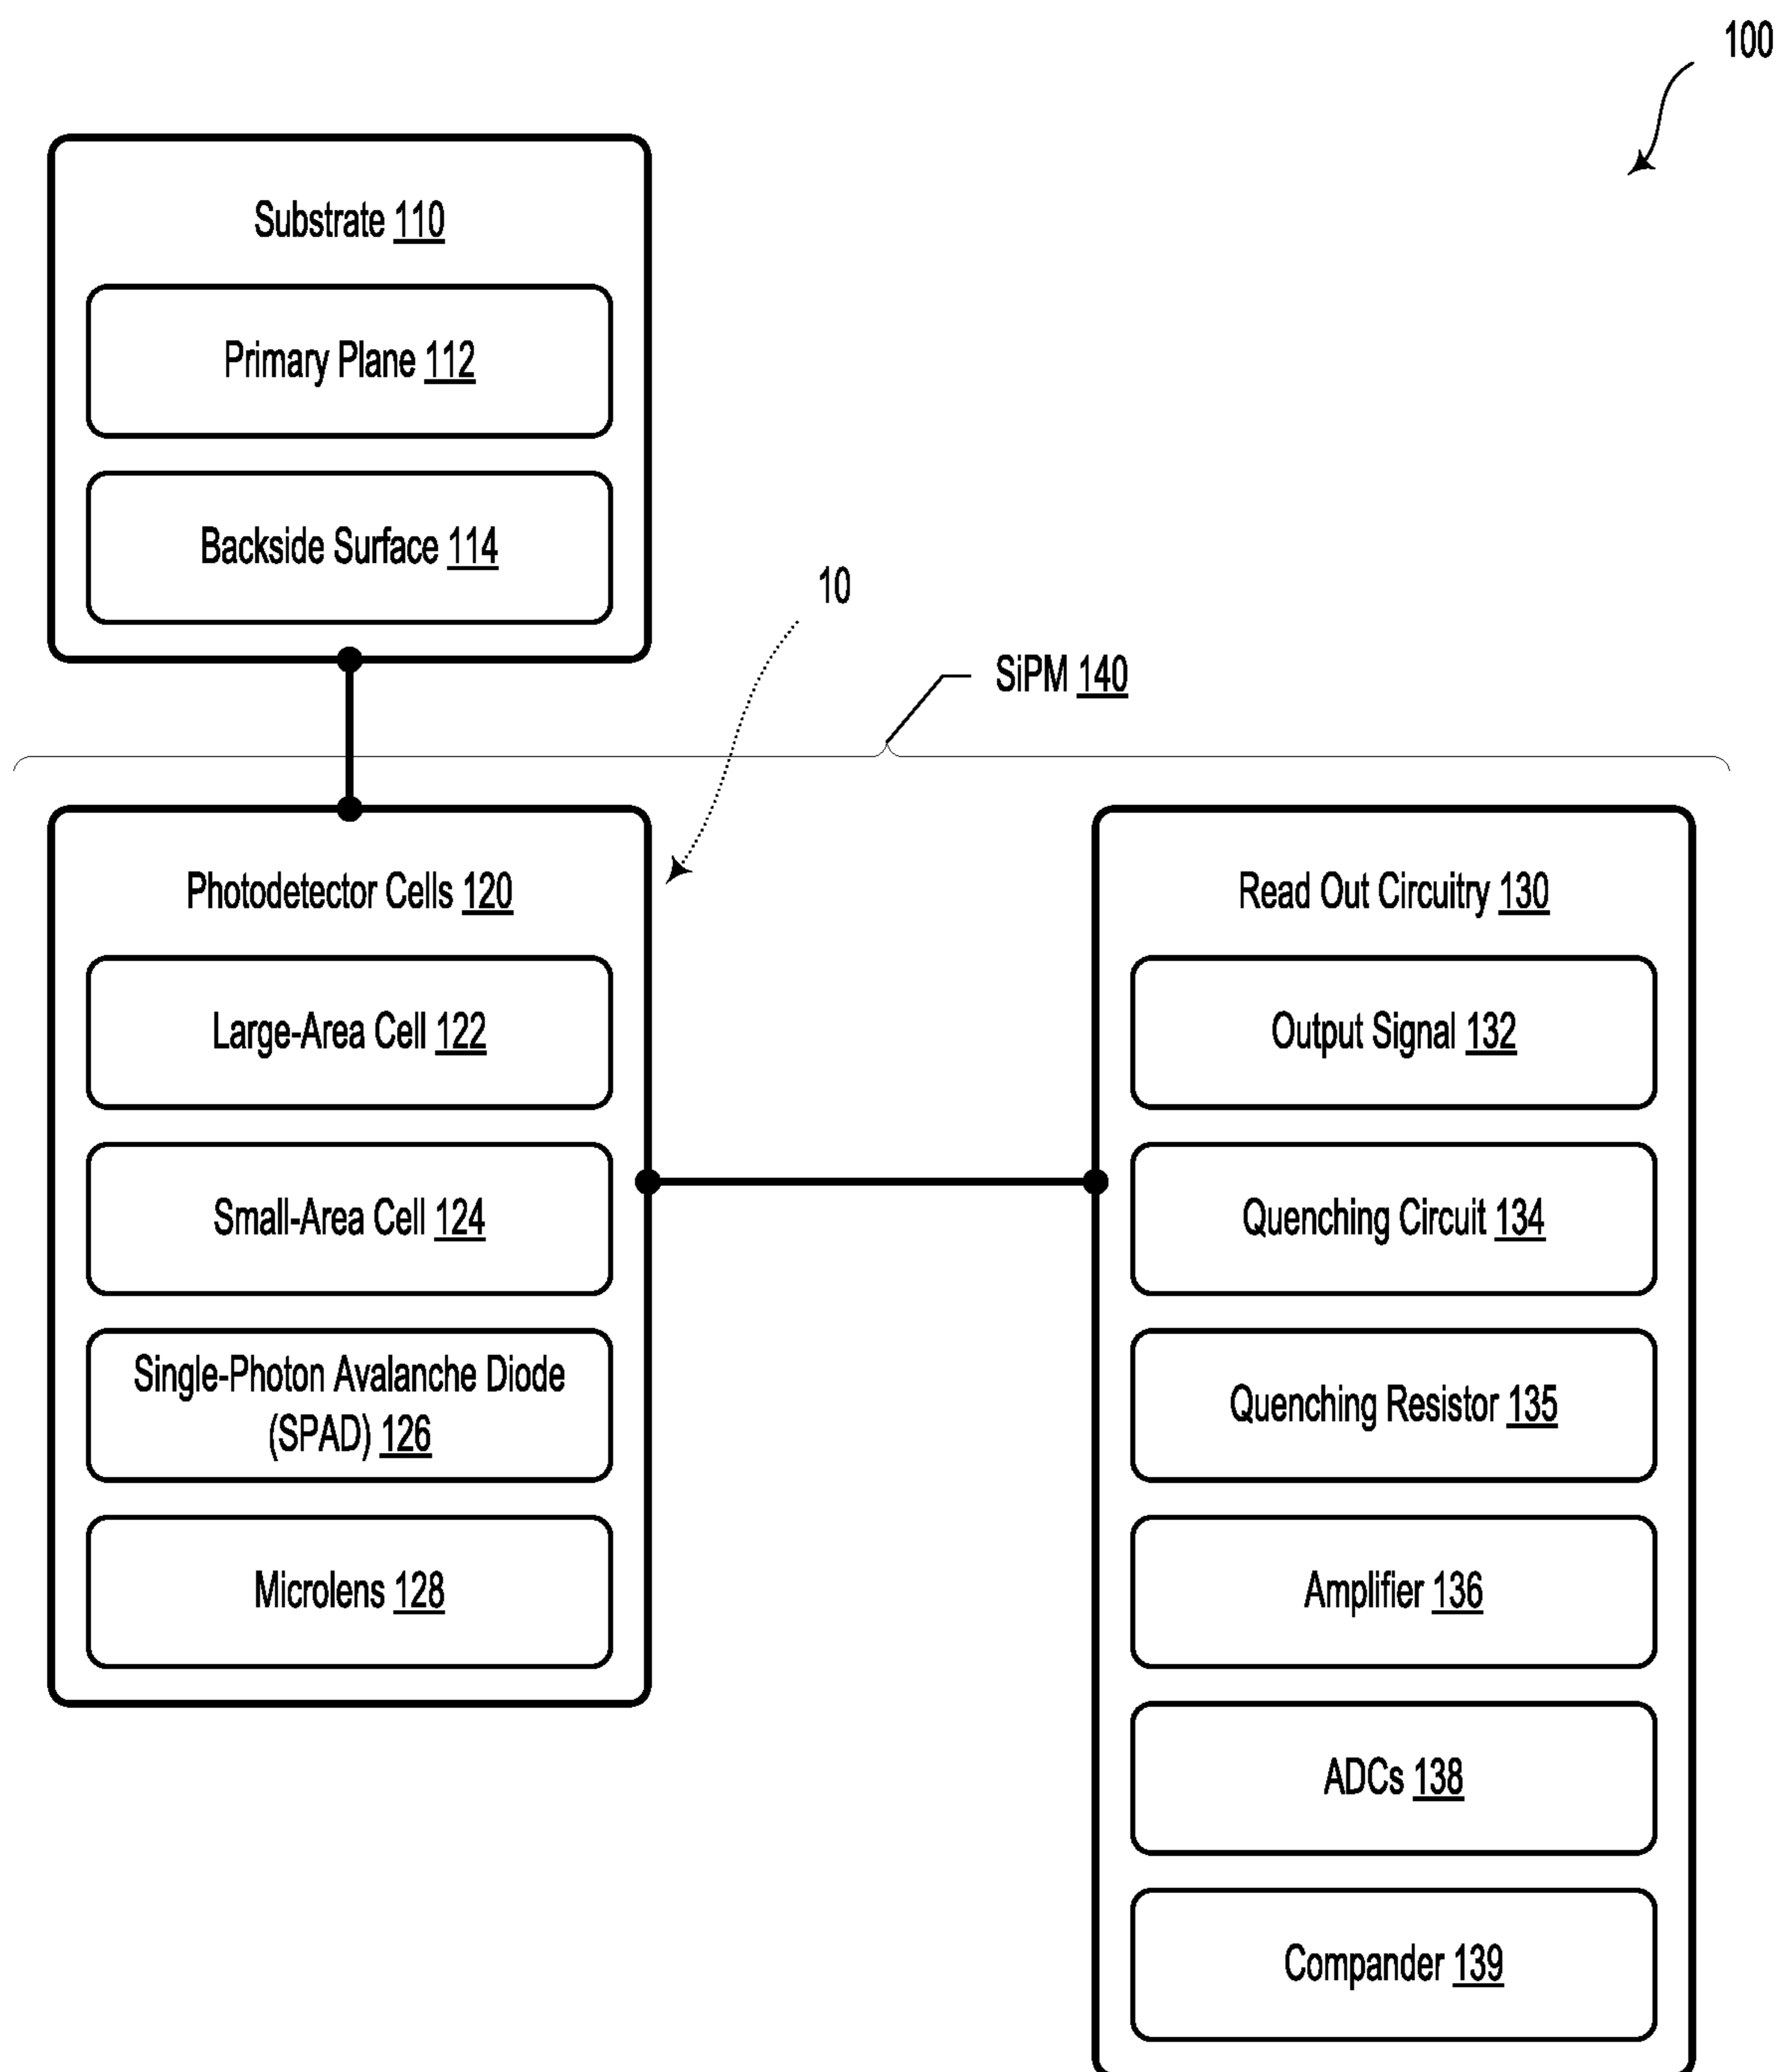 100
Substrate 110
Primary Plane 112
Backside Surface 114
10
SiPM 140
Photodetector Cells 120
Large-Area Cell 122
Small-Area Cell 124
Single-Photon Avalanche Diode
(SPAD) 126
Microlens 128
Read Out Circuitry 130
Output Signal 132
Quenching Circuit 134
Quenching Resistor 135
Amplifier 136
ADCs 138
Compander 139